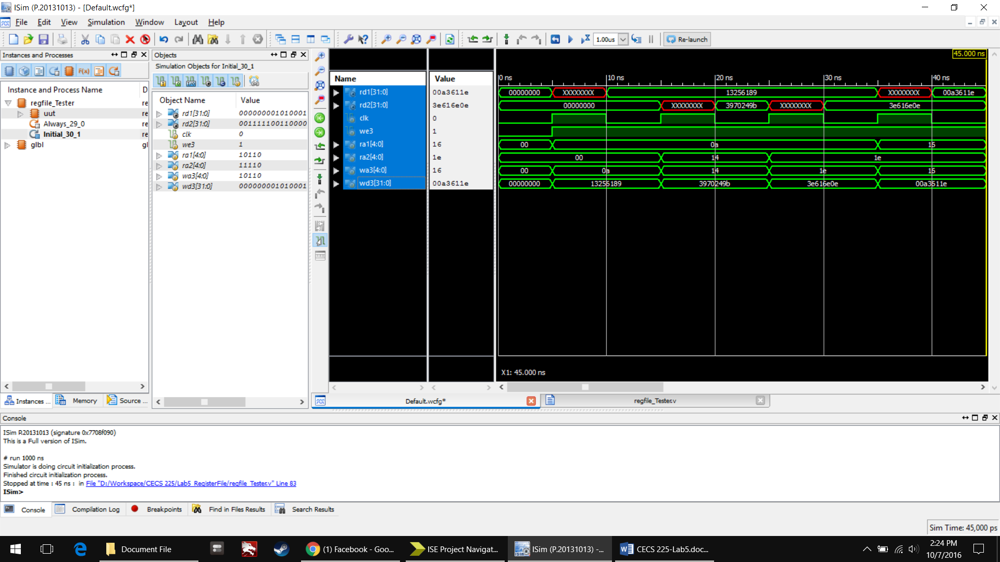 ISim (P.20131013) - [Default.wcfg*]
File Edit View Simulation Window Layout Help
1.00us Re-launch
Instances and Processes
Instance and Process Name D
regfile_Tester re
uut re
Always_29_0 re
Initial_30_1 re
glbl gl
Objects
Simulation Objects for Initial_30_1
Object Name Value
rd1[31:0] 000000001010001
rd2[31:0] 001111100110000
clk 0
we3 1
ra1[4:0] 10110
ra2[4:0] 11110
wa3[4:0] 10110
wd3[31:0] 000000001010001
45.000 ns
Name Value 0 ns 10 ns 20 ns 30 ns 40 ns
rd1[31:0] 00a3611e 00000000 XXXXXXXX 13256189 XXXXXXXX 00a3611e
rd2[31:0] 3e616e0e 00000000 XXXXXXXX 3970249b XXXXXXXX 3e616e0e
clk 0
we3 1
ra1[4:0] 16 00 0a 16
ra2[4:0] 1e 00 14 1e
wa3[4:0] 16 00 0a 14 1e 16
wd3[31:0] 00a3611e 00000000 13256189 3970249b 3e616e0e 00a3611e
X1: 45.000 ns
Instances ... Memory Source ...
Default.wcfg* regfile_Tester.v
Console
ISim P.20131013 (signature 0x7708f090)
This is a Full version of ISim.
# run 1000 ns
Simulator is doing circuit initialization process.
Finished circuit initialization process.
Stopped at time : 45 ns : in File "D:/Workspace/CECS 225/Lab5_RegisterFile/regfile_Tester.v" Line 83
ISim>
Console Compilation Log Breakpoints Find in Files Results Search Results
Sim Time: 45,000 ps
Document File (1) Facebook - Goo... ISE Project Navigat... ISim (P.20131013) -... CECS 225-Lab5.doc...
2:24 PM
10/7/2016